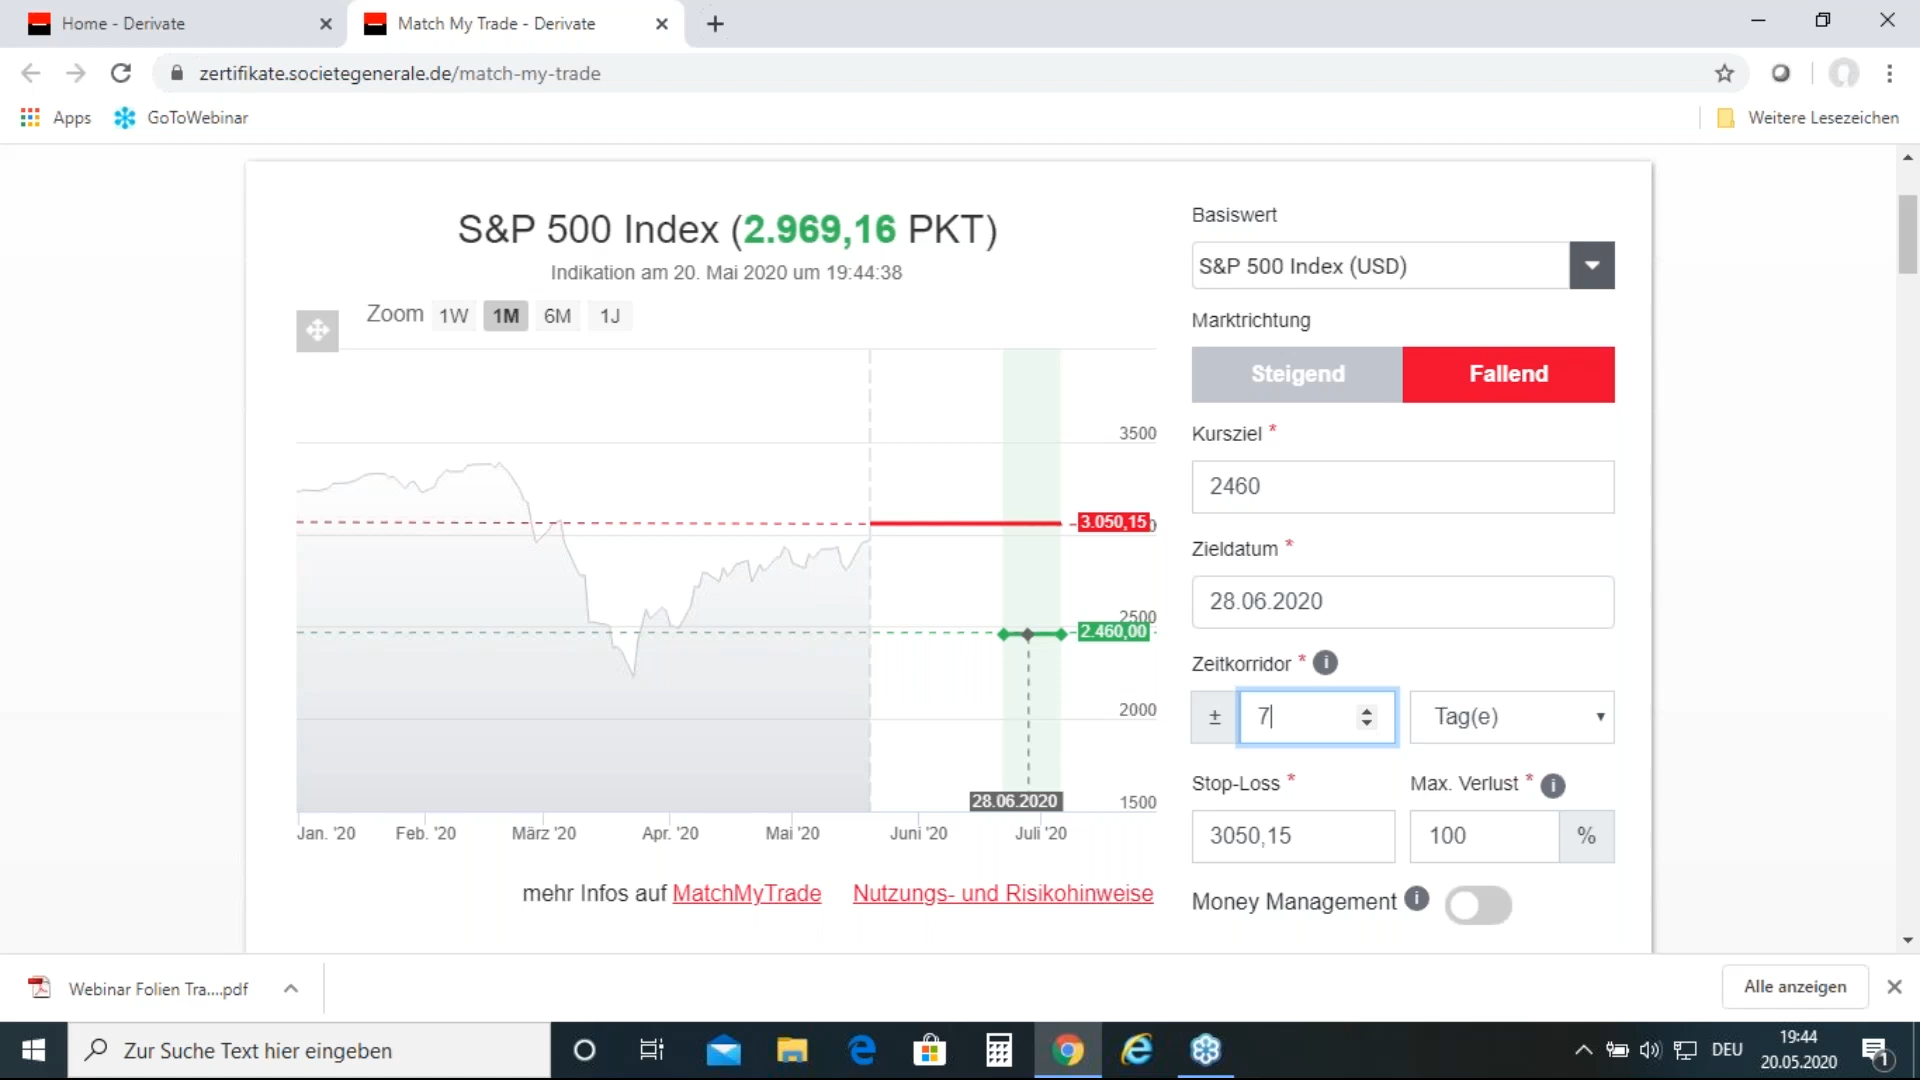 Home - Derivate
Match My Trade - Derivate
zertifikate.societegenerale.de/match-my-trade
Apps
GoToWebinar
Weitere Lesezeichen
S&P 500 Index (2.969,16 PKT)
Indikation am 20. Mai 2020 um 19:44:38
Zoom 1W 1M 6M 1J
3500
3.050,15
2500
2.460,00
2000
1500
28.06.2020
Jan. '20 Feb. '20 März '20 Apr. '20 Mai '20 Juni '20 Juli '20
mehr Infos auf MatchMyTrade Nutzungs- und Risikohinweise
Basiswert
S&P 500 Index (USD)
Marktrichtung
Steigend Fallend
Kursziel *
2460
Zieldatum *
28.06.2020
Zeitkorridor * i
± 7 Tag(e)
Stop-Loss * Max. Verlust * i
3050,15 100 %
Money Management i
Webinar Folien Tra....pdf
Alle anzeigen
Zur Suche Text hier eingeben
DEU
19:44
20.05.2020
1